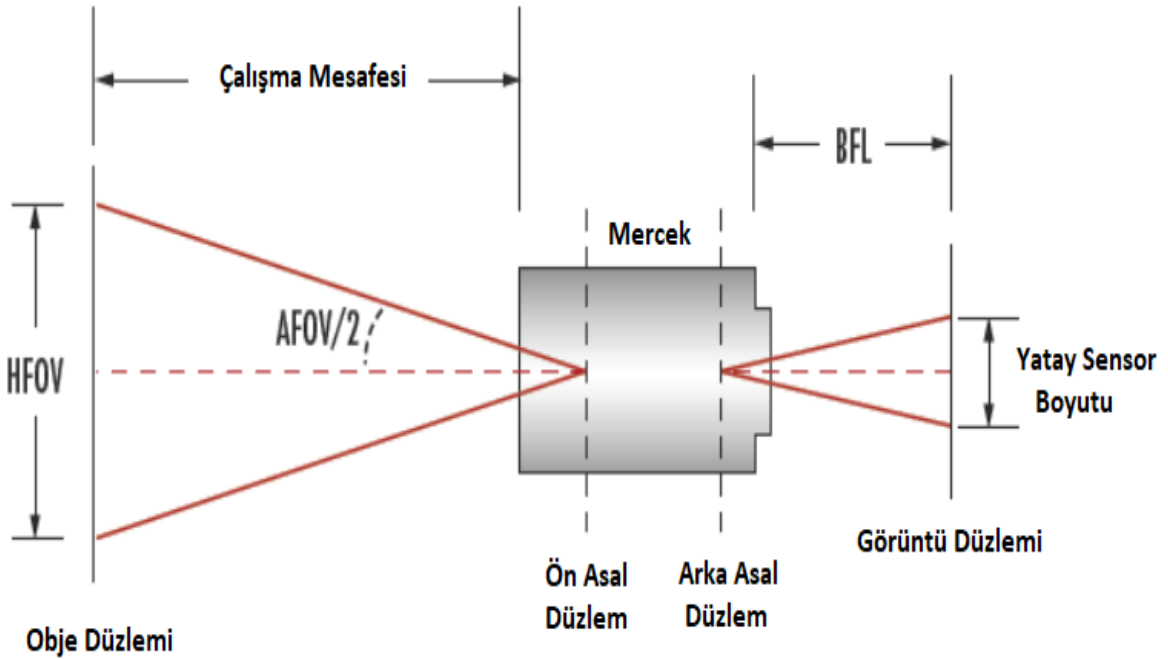 Çalışma Mesafesi
BFL
Mercek
AFOV/2
HFOV
Yatay Sensor
Boyutu
Görüntü Düzlemi
Ön Asal
Düzlem
Arka Asal
Düzlem
Obje Düzlemi